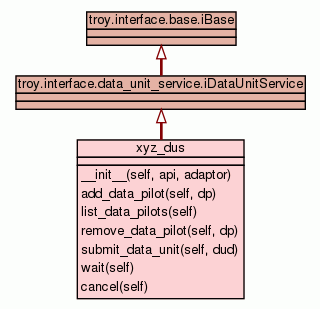 troy.interface.base.iBase
troy.interface.data_unit_service.iDataUnitService
xyz_dus
__init__(self, api, adaptor)
add_data_pilot(self, dp)
list_data_pilots(self)
remove_data_pilot(self, dp)
submit_data_unit(self, dud)
wait(self)
cancel(self)